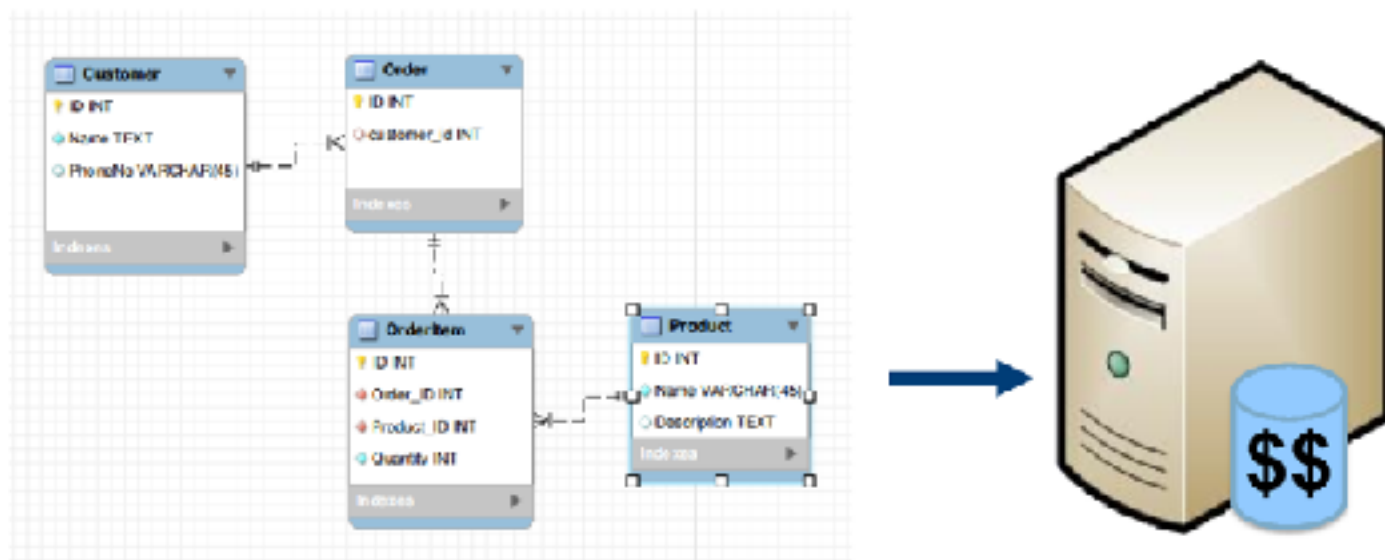 Customer
ID INT
Name TEXT
PhoneNo VARCHAR(45)
Indexes
Order
ID INT
customer_id INT
Indexes
OrderItem
ID INT
Order_ID INT
Product_ID INT
Quantity INT
Indexes
Product
ID INT
Name VARCHAR(45)
Description TEXT
Indexes
$$